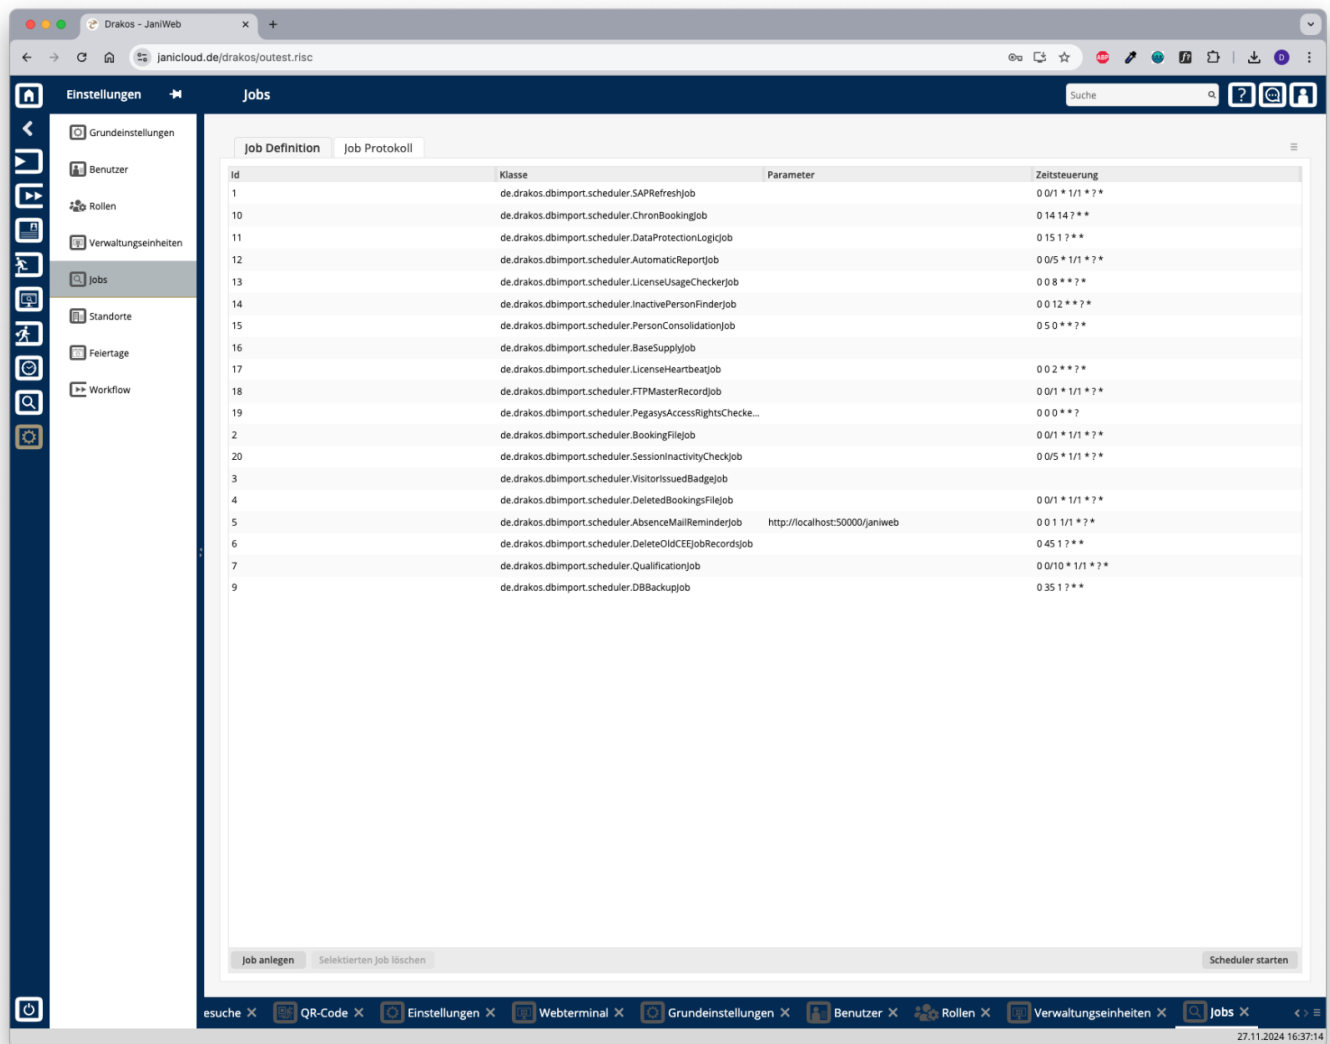 Drakos - JaniWeb
janicloud.de/drakos/outest.risc
ABP
D
Einstellungen
Jobs
Suche
Grundeinstellungen
Benutzer
Rollen
Verwaltungseinheiten
Jobs
Standorte
Feiertage
Workflow
Job Definition Job Protokoll
Id Klasse Parameter Zeitsteuerung
1 de.drakos.dbimport.scheduler.SAPRefreshJob 0 0/1 * 1/1 * ? *
10 de.drakos.dbimport.scheduler.ChronBookingJob 0 14 14 ? * *
11 de.drakos.dbimport.scheduler.DataProtectionLogicJob 0 15 1 ? * *
12 de.drakos.dbimport.scheduler.AutomaticReportJob 0 0/5 * 1/1 * ? *
13 de.drakos.dbimport.scheduler.LicenseUsageCheckerJob 0 0 8 * * ? *
14 de.drakos.dbimport.scheduler.InactivePersonFinderJob 0 0 12 * * ? *
15 de.drakos.dbimport.scheduler.PersonConsolidationJob 0 5 0 * * ? *
16 de.drakos.dbimport.scheduler.BaseSupplyJob
17 de.drakos.dbimport.scheduler.LicenseHeartbeatJob 0 0 2 * * ? *
18 de.drakos.dbimport.scheduler.FTPMasterRecordJob 0 0/1 * 1/1 * ? *
19 de.drakos.dbimport.scheduler.PegasysAccessRightsChecke... 0 0 0 * * ?
2 de.drakos.dbimport.scheduler.BookingFileJob 0 0/1 * 1/1 * ? *
20 de.drakos.dbimport.scheduler.SessionInactivityCheckJob 0 0/5 * 1/1 * ? *
3 de.drakos.dbimport.scheduler.VisitorIssuedBadgeJob
4 de.drakos.dbimport.scheduler.DeletedBookingsFileJob 0 0/1 * 1/1 * ? *
5 de.drakos.dbimport.scheduler.AbsenceMailReminderJob http://localhost:50000/janiweb 0 0 1 1/1 * ? *
6 de.drakos.dbimport.scheduler.DeleteOldCEEJobRecordsJob 0 45 1 ? * *
7 de.drakos.dbimport.scheduler.QualificationJob 0 0/10 * 1/1 * ? *
9 de.drakos.dbimport.scheduler.DBBackupJob 0 35 1 ? * *
Job anlegen Selektierten Job löschen Scheduler starten
esuche QR-Code Einstellungen Webterminal Grundeinstellungen Benutzer Rollen Verwaltungseinheiten Jobs
27.11.2024 16:37:14